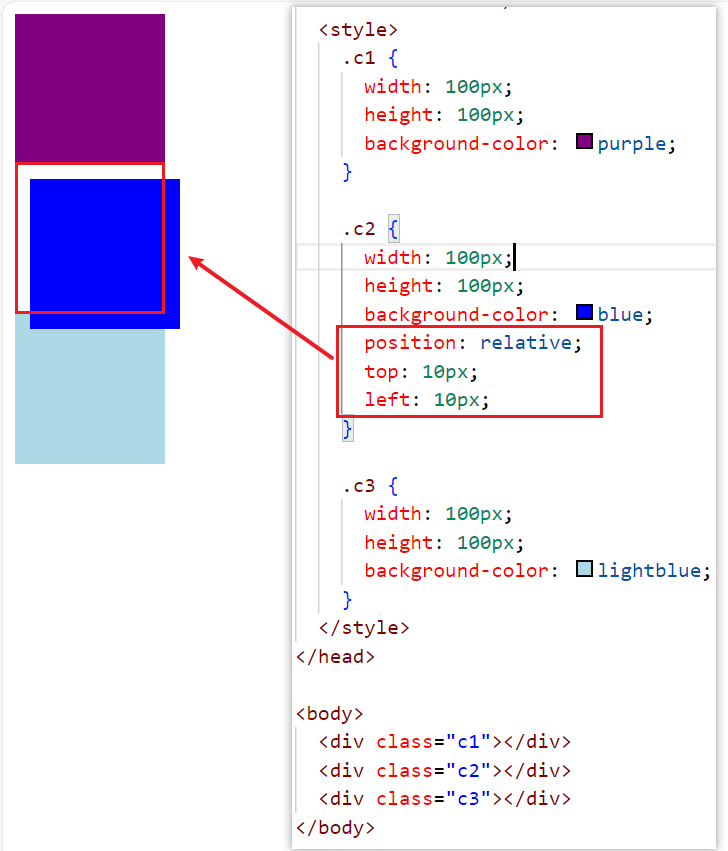 <style>
.c1 {
width: 100px;
height: 100px;
background-color: purple;
}
.c2 {
width: 100px;
height: 100px;
background-color: blue;
position: relative;
top: 10px;
left: 10px;
}
.c3 {
width: 100px;
height: 100px;
background-color: lightblue;
}
</style>
</head>
<body>
<div class="c1"></div>
<div class="c2"></div>
<div class="c3"></div>
</body>